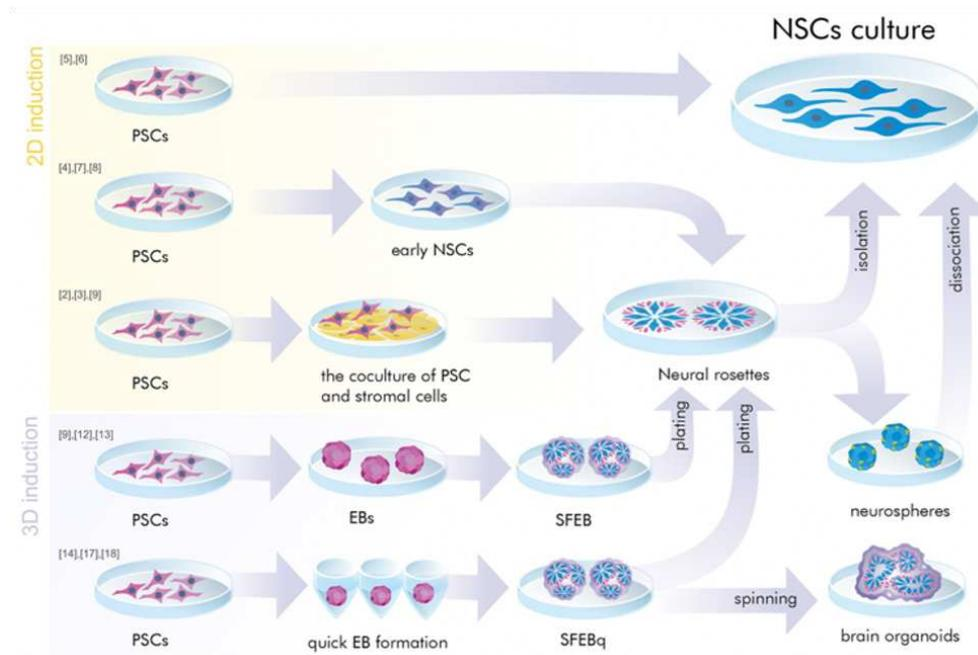 NSCs culture
2D induction
[5],[6]
PSCs
[4],[7],[8]
PSCs
early NSCs
isolation
dissociation
[2],[3],[9]
PSCs
the coculture of PSC
and stromal cells
Neural rosettes
3D induction
[9],[12],[13]
PSCs
EBs
SFEB
plating
plating
neurospheres
[14],[17],[18]
PSCs
quick EB formation
SFEBq
spinning
brain organoids